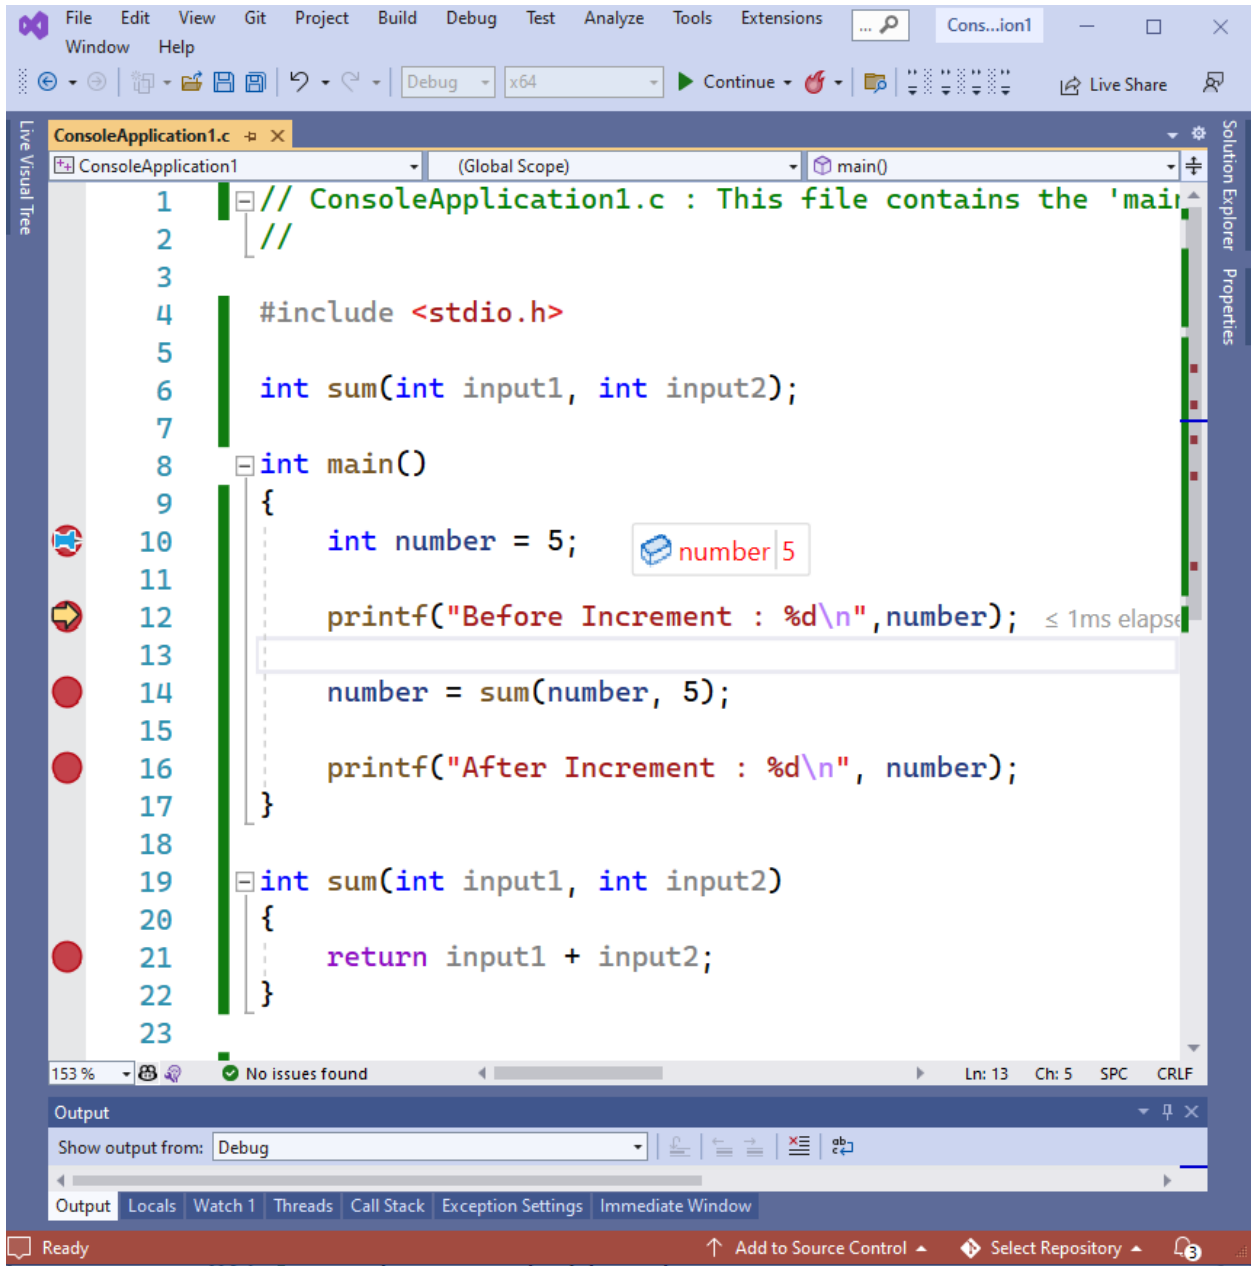 File Edit View Git Project Build Debug Test Analyze Tools Extensions ... Cons...ion1
Window Help
Debug x64 Continue Live Share
Live Visual Tree
ConsoleApplication1.c
Solution Explorer
Properties
ConsoleApplication1 (Global Scope) main()
1 // ConsoleApplication1.c : This file contains the 'main
2 //
3
4 #include <stdio.h>
5
6 int sum(int input1, int input2);
7
8 int main()
9 {
10 int number = 5; number 5
11
12 printf("Before Increment : %d\n",number); ≤ 1ms elapse
13
14 number = sum(number, 5);
15
16 printf("After Increment : %d\n", number);
17 }
18
19 int sum(int input1, int input2)
20 {
21 return input1 + input2;
22 }
23
153 % No issues found Ln: 13 Ch: 5 SPC CRLF
Output
Show output from: Debug
Output Locals Watch 1 Threads Call Stack Exception Settings Immediate Window
Ready Add to Source Control Select Repository 3